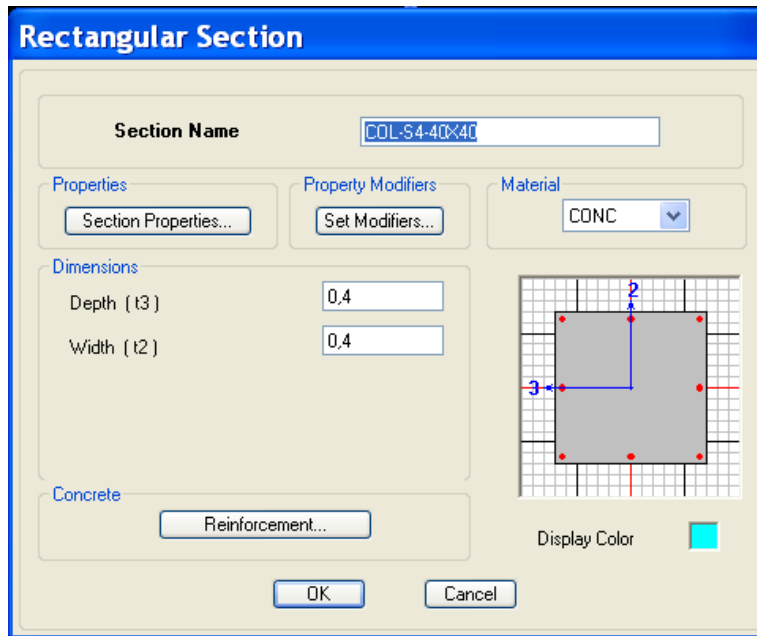 Rectangular Section
Section Name COL-S4-40X40
Properties Property Modifiers Material
Section Properties... Set Modifiers... CONC
Dimensions
Depth ( t3 ) 0,4
Width ( t2 ) 0,4
2
3
Concrete
Reinforcement...
Display Color
OK Cancel